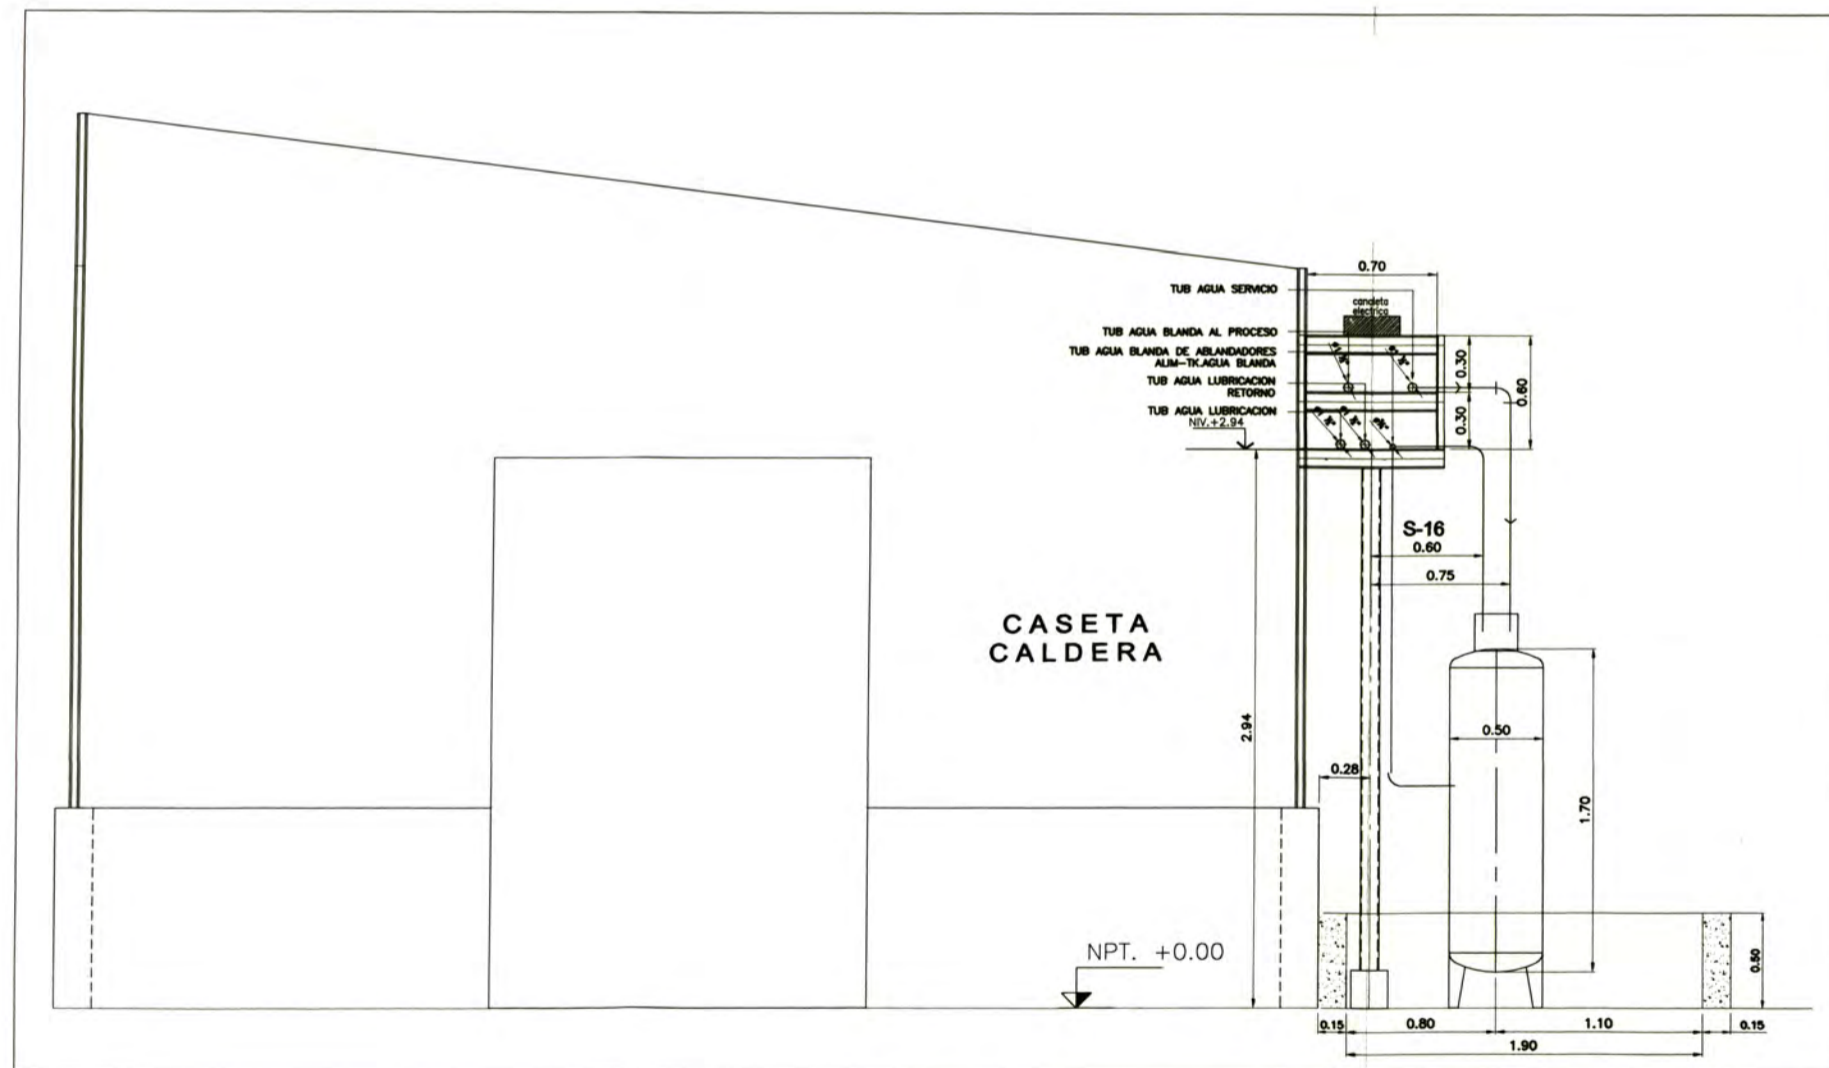 0.70
TUB AGUA SERVICIO
canaleta
electrica
TUB AGUA BLANDA AL PROCESO
TUB AGUA BLANDA DE ABLANDADORES
ALIM-TK.AGUA BLANDA
TUB AGUA LUBRICACION
RETORNO
TUB AGUA LUBRICACION
NIV.+2.94
0.30
0.30
0.60
S-16
0.60
0.75
CASETA
CALDERA
2.94
0.28
0.50
1.70
NPT. +0.00
0.50
0.15
0.80
1.10
0.15
1.90